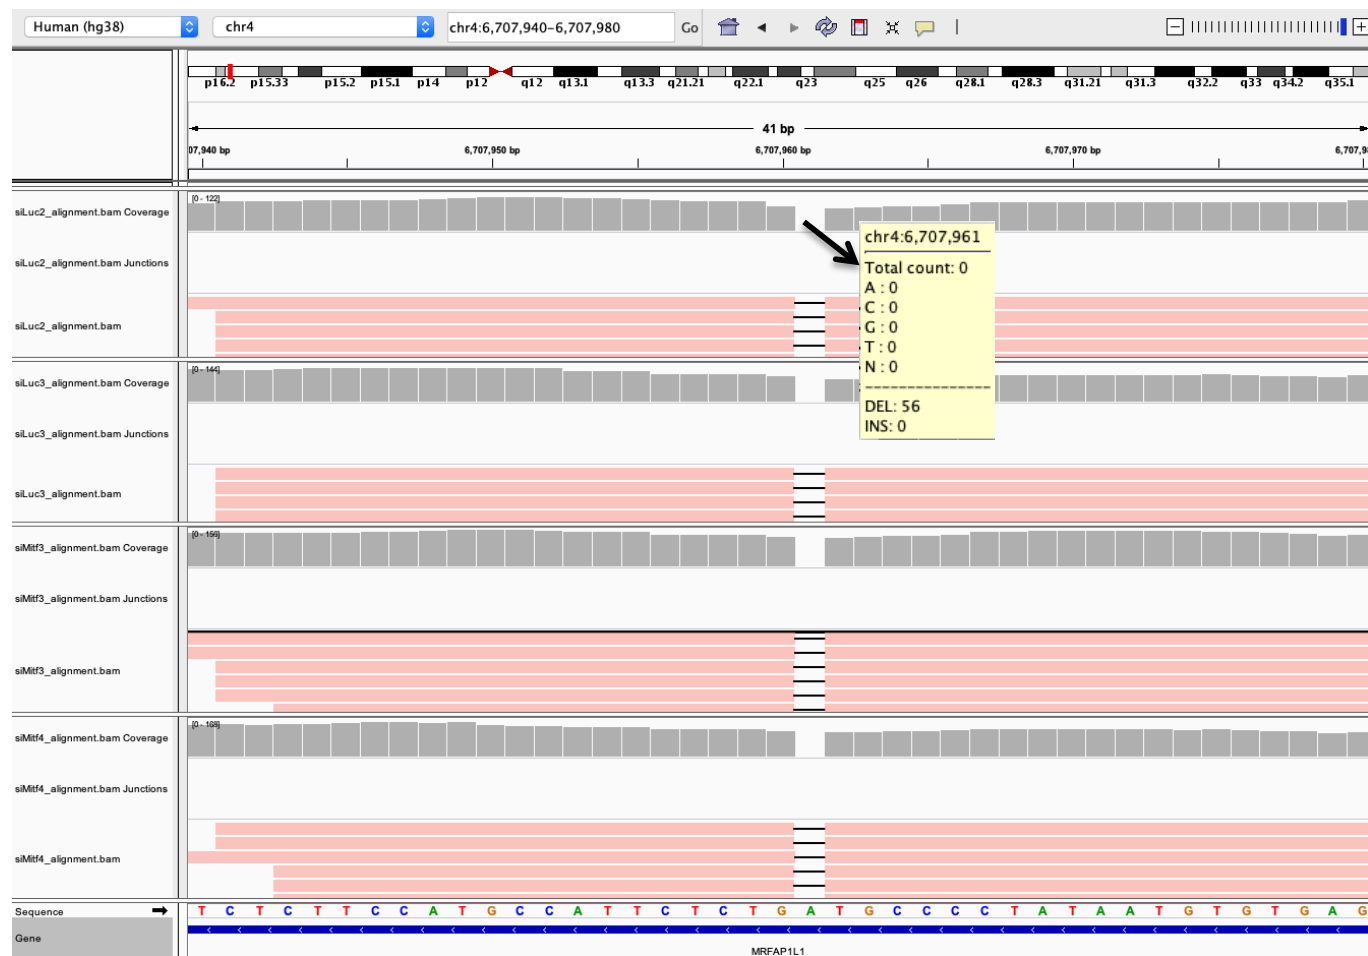 Human (hg38) chr4 chr4:6,707,940-6,707,980 Go
p16.2 p15.33 p15.2 p15.1 p14 p12 q12 q13.1 q13.3 q21.21 q22.1 q23 q25 q26 q28.1 q28.3 q31.21 q31.3 q32.2 q33 q34.2 q35.1
41 bp
07,940 bp 6,707,950 bp 6,707,960 bp 6,707,970 bp 6,707,98
[0 - 122]
siLuc2_alignment.bam Coverage
siLuc2_alignment.bam Junctions
siLuc2_alignment.bam
chr4:6,707,961
Total count: 0
A : 0
C : 0
G : 0
T : 0
N : 0
---------------
DEL: 56
INS: 0
[0 - 144]
siLuc3_alignment.bam Coverage
siLuc3_alignment.bam Junctions
siLuc3_alignment.bam
[0 - 156]
siMitf3_alignment.bam Coverage
siMitf3_alignment.bam Junctions
siMitf3_alignment.bam
[0 - 168]
siMitf4_alignment.bam Coverage
siMitf4_alignment.bam Junctions
siMitf4_alignment.bam
Sequence T C T C T T C C A T G C C A T T C T C T G A T G C C C C T A T A A T G T G T G A G
Gene
MRFAP1L1